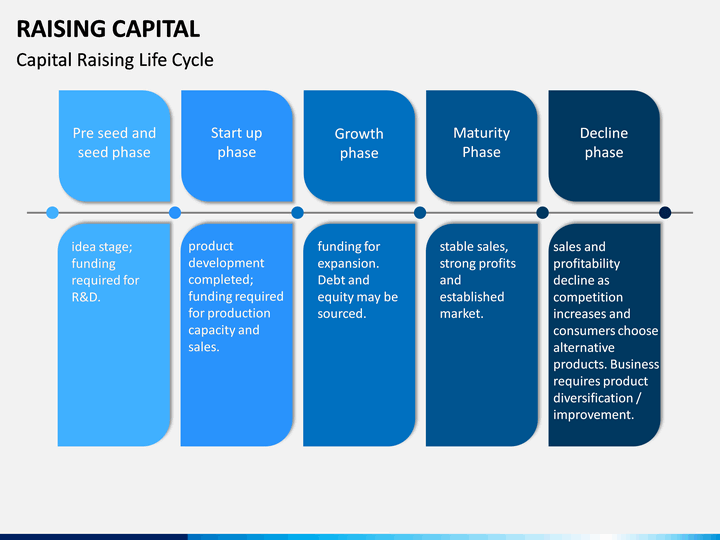 RAISING CAPITAL
Capital Raising Life Cycle
Pre seed and
seed phase
Start up
phase
Growth
phase
Maturity
Phase
Decline
phase
idea stage;
funding
required for
R&D.
product
development
completed;
funding required
for production
capacity and
sales.
funding for
expansion.
Debt and
equity may be
sourced.
stable sales,
strong profits
and
established
market.
sales and
profitability
decline as
competition
increases and
consumers choose
alternative
products. Business
requires product
diversification /
improvement.